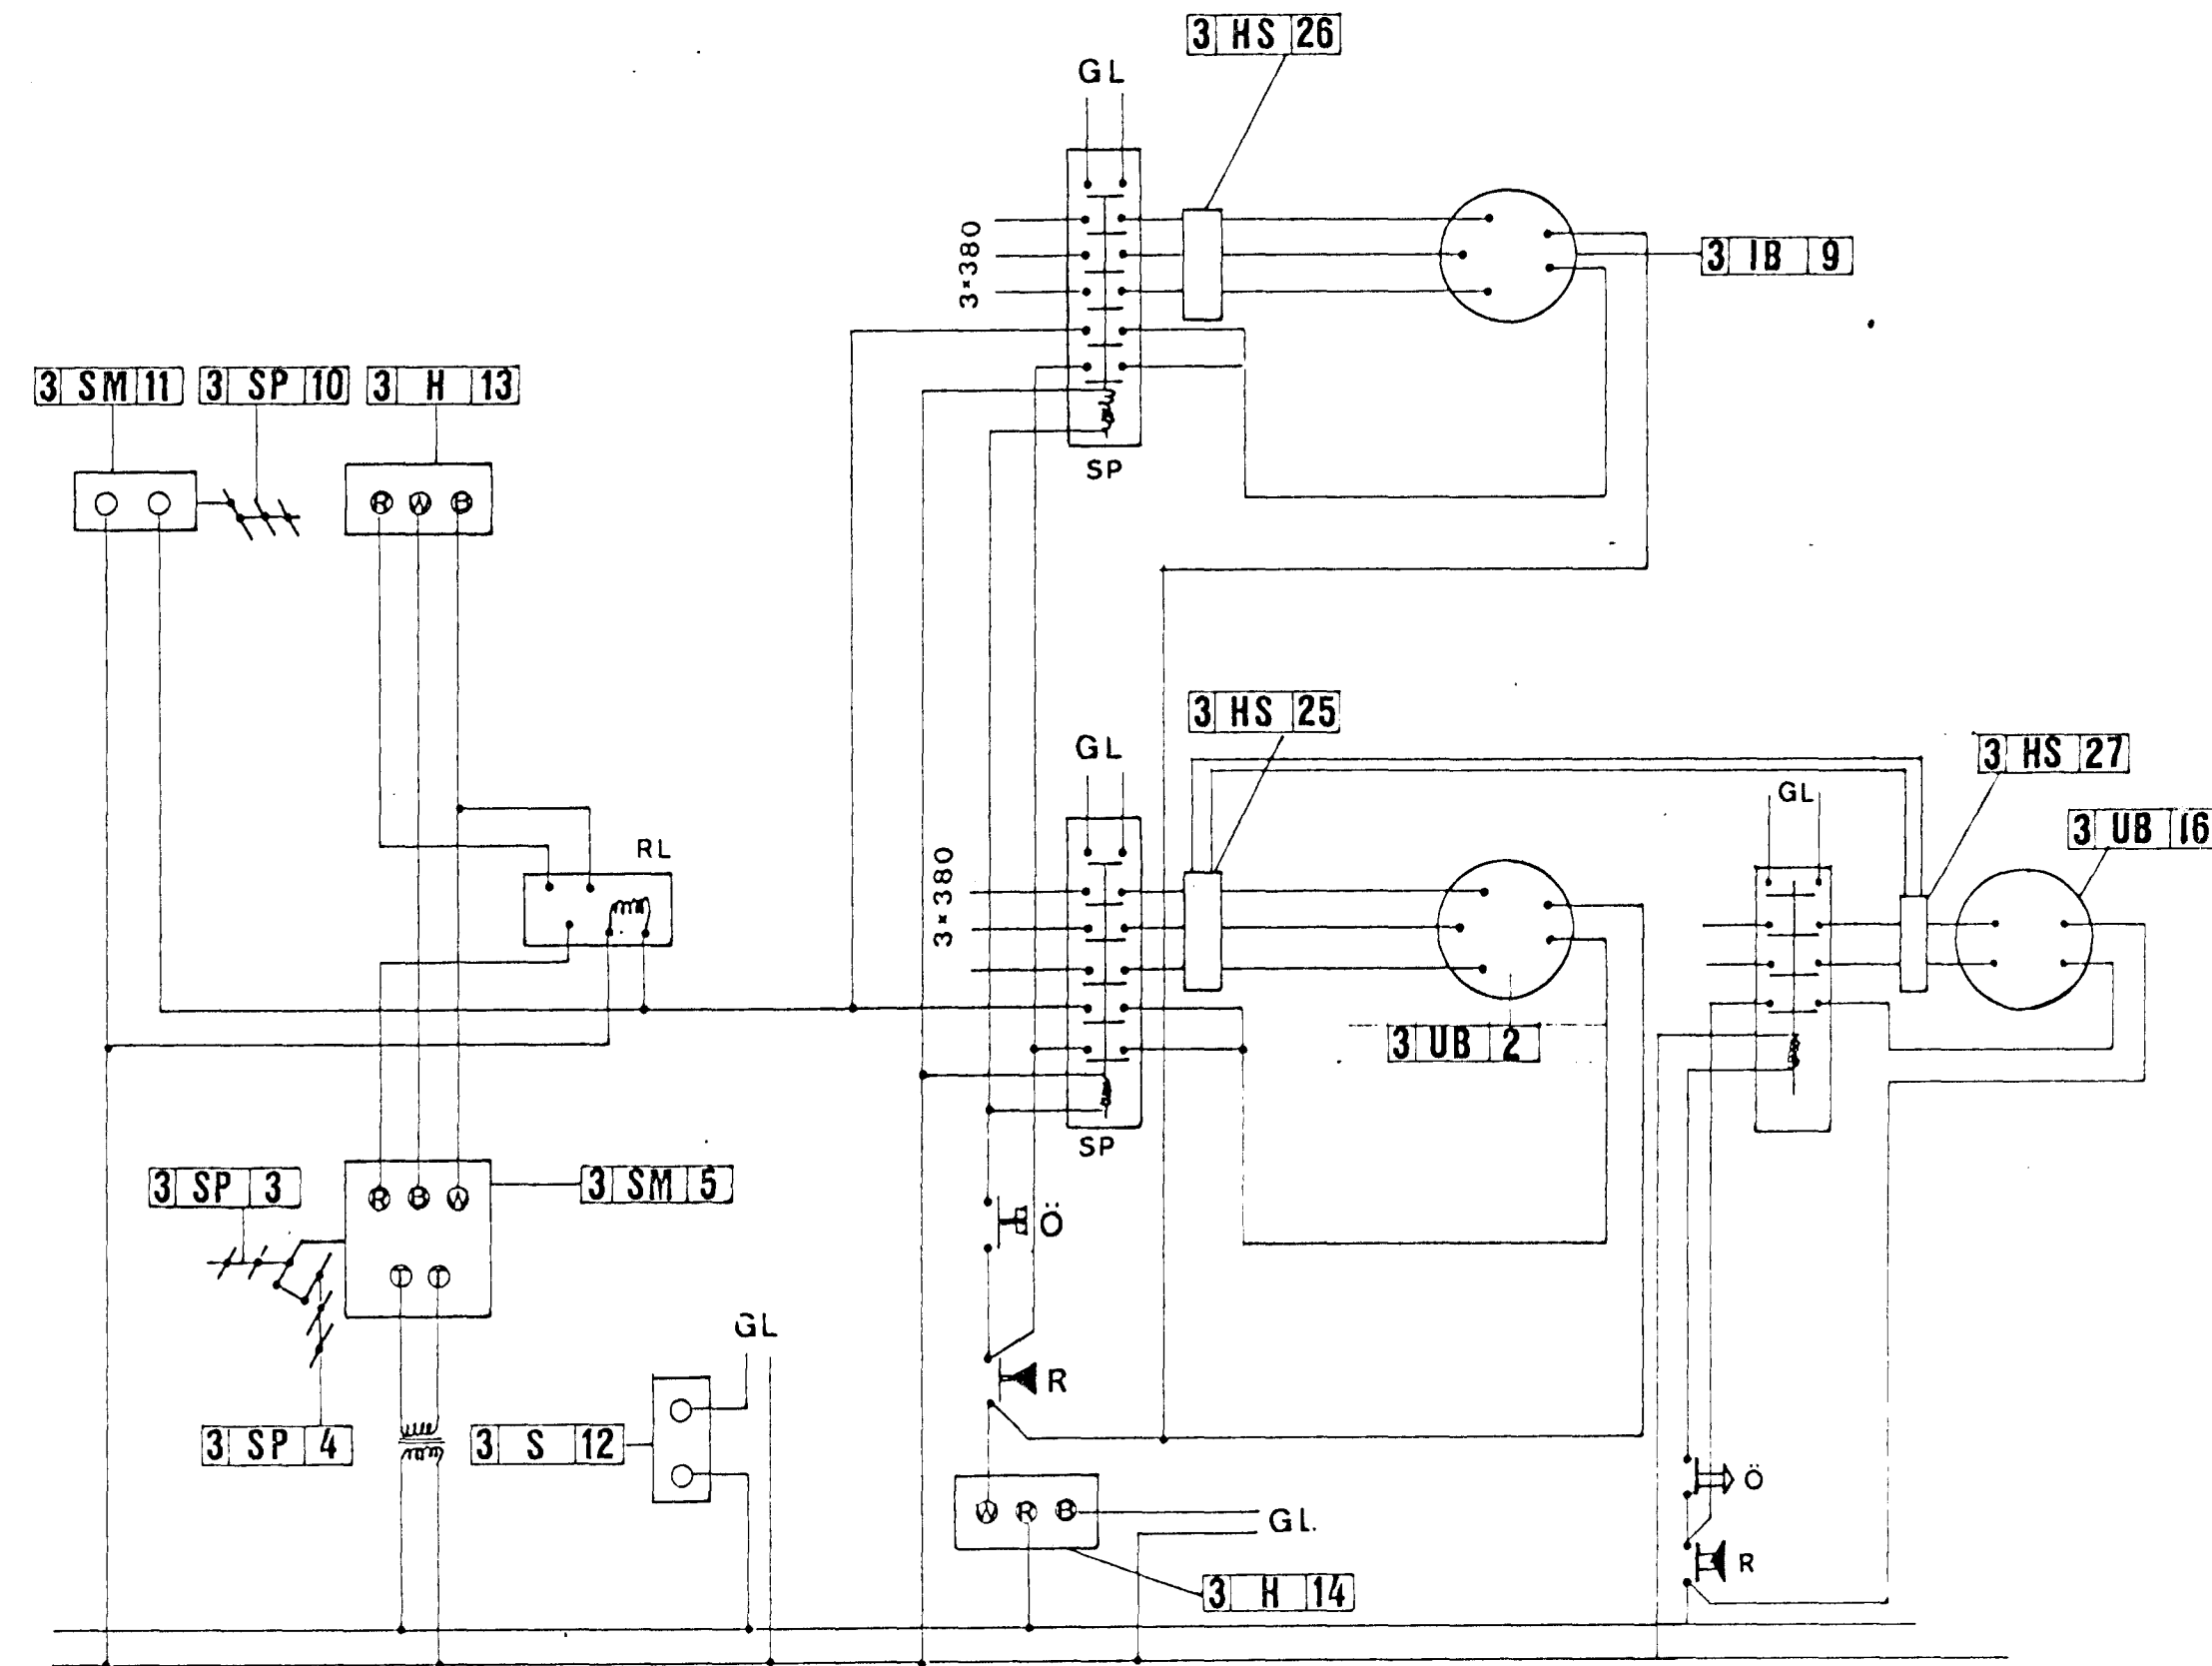 3 HS 26
GL
3×380
3 IB 9
SP
3 SM 11
3 SP 10
3 H 13
R W B
3 HS 25
GL
3 HS 27
GL
3 UB 16
RL
3×380
3 UB 2
SP
3 SP 3
R B W
3 SM 5
Ö
T T
GL
R
3 SP 4
3 S 12
Ö
W R B
GL.
R
3 H 14